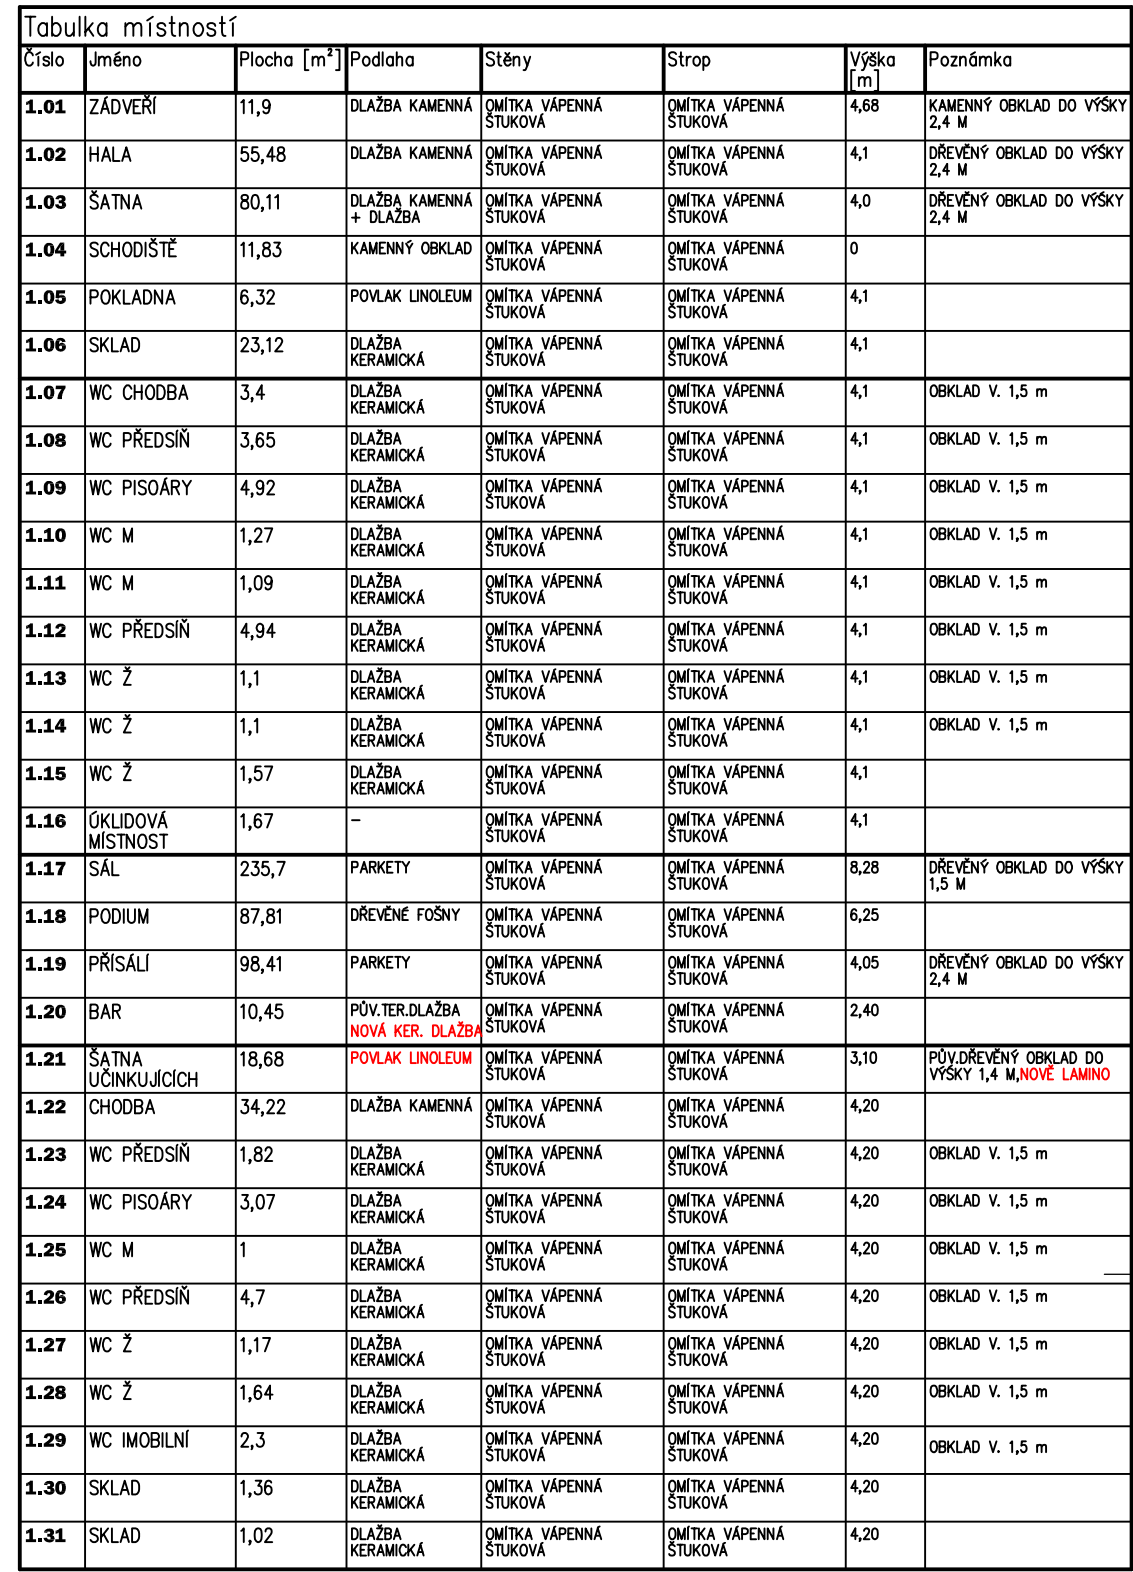 Tabulka místností
Číslo Jméno Plocha [m²] Podlaha Stěny Strop Výška Poznámka
[m]
1.01 ZÁDVEŘÍ 11,9 DLAŽBA KAMENNÁ OMÍTKA VÁPENNÁ OMÍTKA VÁPENNÁ 4,68 KAMENNÝ OBKLAD DO VÝŠKY
ŠTUKOVÁ ŠTUKOVÁ 2,4 M
1.02 HALA 55,48 DLAŽBA KAMENNÁ OMÍTKA VÁPENNÁ OMÍTKA VÁPENNÁ 4,1 DŘEVĚNÝ OBKLAD DO VÝŠKY
ŠTUKOVÁ ŠTUKOVÁ 2,4 M
1.03 ŠATNA 80,11 DLAŽBA KAMENNÁ OMÍTKA VÁPENNÁ OMÍTKA VÁPENNÁ 4,0 DŘEVĚNÝ OBKLAD DO VÝŠKY
+ DLAŽBA ŠTUKOVÁ ŠTUKOVÁ 2,4 M
1.04 SCHODIŠTĚ 11,83 KAMENNÝ OBKLAD OMÍTKA VÁPENNÁ OMÍTKA VÁPENNÁ 0
ŠTUKOVÁ ŠTUKOVÁ
1.05 POKLADNA 6,32 POVLAK LINOLEUM OMÍTKA VÁPENNÁ OMÍTKA VÁPENNÁ 4,1
ŠTUKOVÁ ŠTUKOVÁ
1.06 SKLAD 23,12 DLAŽBA OMÍTKA VÁPENNÁ OMÍTKA VÁPENNÁ 4,1
KERAMICKÁ ŠTUKOVÁ ŠTUKOVÁ
1.07 WC CHODBA 3,4 DLAŽBA OMÍTKA VÁPENNÁ OMÍTKA VÁPENNÁ 4,1 OBKLAD V. 1,5 m
KERAMICKÁ ŠTUKOVÁ ŠTUKOVÁ
1.08 WC PŘEDSÍŇ 3,65 DLAŽBA OMÍTKA VÁPENNÁ OMÍTKA VÁPENNÁ 4,1 OBKLAD V. 1,5 m
KERAMICKÁ ŠTUKOVÁ ŠTUKOVÁ
1.09 WC PISOÁRY 4,92 DLAŽBA OMÍTKA VÁPENNÁ OMÍTKA VÁPENNÁ 4,1 OBKLAD V. 1,5 m
KERAMICKÁ ŠTUKOVÁ ŠTUKOVÁ
1.10 WC M 1,27 DLAŽBA OMÍTKA VÁPENNÁ OMÍTKA VÁPENNÁ 4,1 OBKLAD V. 1,5 m
KERAMICKÁ ŠTUKOVÁ ŠTUKOVÁ
1.11 WC M 1,09 DLAŽBA OMÍTKA VÁPENNÁ OMÍTKA VÁPENNÁ 4,1 OBKLAD V. 1,5 m
KERAMICKÁ ŠTUKOVÁ ŠTUKOVÁ
1.12 WC PŘEDSÍŇ 4,94 DLAŽBA OMÍTKA VÁPENNÁ OMÍTKA VÁPENNÁ 4,1 OBKLAD V. 1,5 m
KERAMICKÁ ŠTUKOVÁ ŠTUKOVÁ
1.13 WC Ž 1,1 DLAŽBA OMÍTKA VÁPENNÁ OMÍTKA VÁPENNÁ 4,1 OBKLAD V. 1,5 m
KERAMICKÁ ŠTUKOVÁ ŠTUKOVÁ
1.14 WC Ž 1,1 DLAŽBA OMÍTKA VÁPENNÁ OMÍTKA VÁPENNÁ 4,1 OBKLAD V. 1,5 m
KERAMICKÁ ŠTUKOVÁ ŠTUKOVÁ
1.15 WC Ž 1,57 DLAŽBA OMÍTKA VÁPENNÁ OMÍTKA VÁPENNÁ 4,1
KERAMICKÁ ŠTUKOVÁ ŠTUKOVÁ
1.16 ÚKLIDOVÁ 1,67 – OMÍTKA VÁPENNÁ OMÍTKA VÁPENNÁ 4,1
MÍSTNOST ŠTUKOVÁ ŠTUKOVÁ
1.17 SÁL 235,7 PARKETY OMÍTKA VÁPENNÁ OMÍTKA VÁPENNÁ 8,28 DŘEVĚNÝ OBKLAD DO VÝŠKY
ŠTUKOVÁ ŠTUKOVÁ 1,5 M
1.18 PODIUM 87,81 DŘEVĚNÉ FOŠNY OMÍTKA VÁPENNÁ OMÍTKA VÁPENNÁ 6,25
ŠTUKOVÁ ŠTUKOVÁ
1.19 PŘÍSÁLÍ 98,41 PARKETY OMÍTKA VÁPENNÁ OMÍTKA VÁPENNÁ 4,05 DŘEVĚNÝ OBKLAD DO VÝŠKY
ŠTUKOVÁ ŠTUKOVÁ 2,4 M
1.20 BAR 10,45 PŮV.TER.DLAŽBA OMÍTKA VÁPENNÁ OMÍTKA VÁPENNÁ 2,40
NOVÁ KER. DLAŽBA ŠTUKOVÁ ŠTUKOVÁ
1.21 ŠATNA 18,68 POVLAK LINOLEUM OMÍTKA VÁPENNÁ OMÍTKA VÁPENNÁ 3,10 PŮV.DŘEVĚNÝ OBKLAD DO
UČINKUJÍCÍCH ŠTUKOVÁ ŠTUKOVÁ VÝŠKY 1,4 M,NOVĚ LAMINO
1.22 CHODBA 34,22 DLAŽBA KAMENNÁ OMÍTKA VÁPENNÁ OMÍTKA VÁPENNÁ 4,20
ŠTUKOVÁ ŠTUKOVÁ
1.23 WC PŘEDSÍŇ 1,82 DLAŽBA OMÍTKA VÁPENNÁ OMÍTKA VÁPENNÁ 4,20 OBKLAD V. 1,5 m
KERAMICKÁ ŠTUKOVÁ ŠTUKOVÁ
1.24 WC PISOÁRY 3,07 DLAŽBA OMÍTKA VÁPENNÁ OMÍTKA VÁPENNÁ 4,20 OBKLAD V. 1,5 m
KERAMICKÁ ŠTUKOVÁ ŠTUKOVÁ
1.25 WC M 1 DLAŽBA OMÍTKA VÁPENNÁ OMÍTKA VÁPENNÁ 4,20 OBKLAD V. 1,5 m
KERAMICKÁ ŠTUKOVÁ ŠTUKOVÁ
1.26 WC PŘEDSÍŇ 4,7 DLAŽBA OMÍTKA VÁPENNÁ OMÍTKA VÁPENNÁ 4,20 OBKLAD V. 1,5 m
KERAMICKÁ ŠTUKOVÁ ŠTUKOVÁ
1.27 WC Ž 1,17 DLAŽBA OMÍTKA VÁPENNÁ OMÍTKA VÁPENNÁ 4,20 OBKLAD V. 1,5 m
KERAMICKÁ ŠTUKOVÁ ŠTUKOVÁ
1.28 WC Ž 1,64 DLAŽBA OMÍTKA VÁPENNÁ OMÍTKA VÁPENNÁ 4,20 OBKLAD V. 1,5 m
KERAMICKÁ ŠTUKOVÁ ŠTUKOVÁ
1.29 WC IMOBILNÍ 2,3 DLAŽBA OMÍTKA VÁPENNÁ OMÍTKA VÁPENNÁ 4,20 OBKLAD V. 1,5 m
KERAMICKÁ ŠTUKOVÁ ŠTUKOVÁ
1.30 SKLAD 1,36 DLAŽBA OMÍTKA VÁPENNÁ OMÍTKA VÁPENNÁ 4,20
KERAMICKÁ ŠTUKOVÁ ŠTUKOVÁ
1.31 SKLAD 1,02 DLAŽBA OMÍTKA VÁPENNÁ OMÍTKA VÁPENNÁ 4,20
KERAMICKÁ ŠTUKOVÁ ŠTUKOVÁ